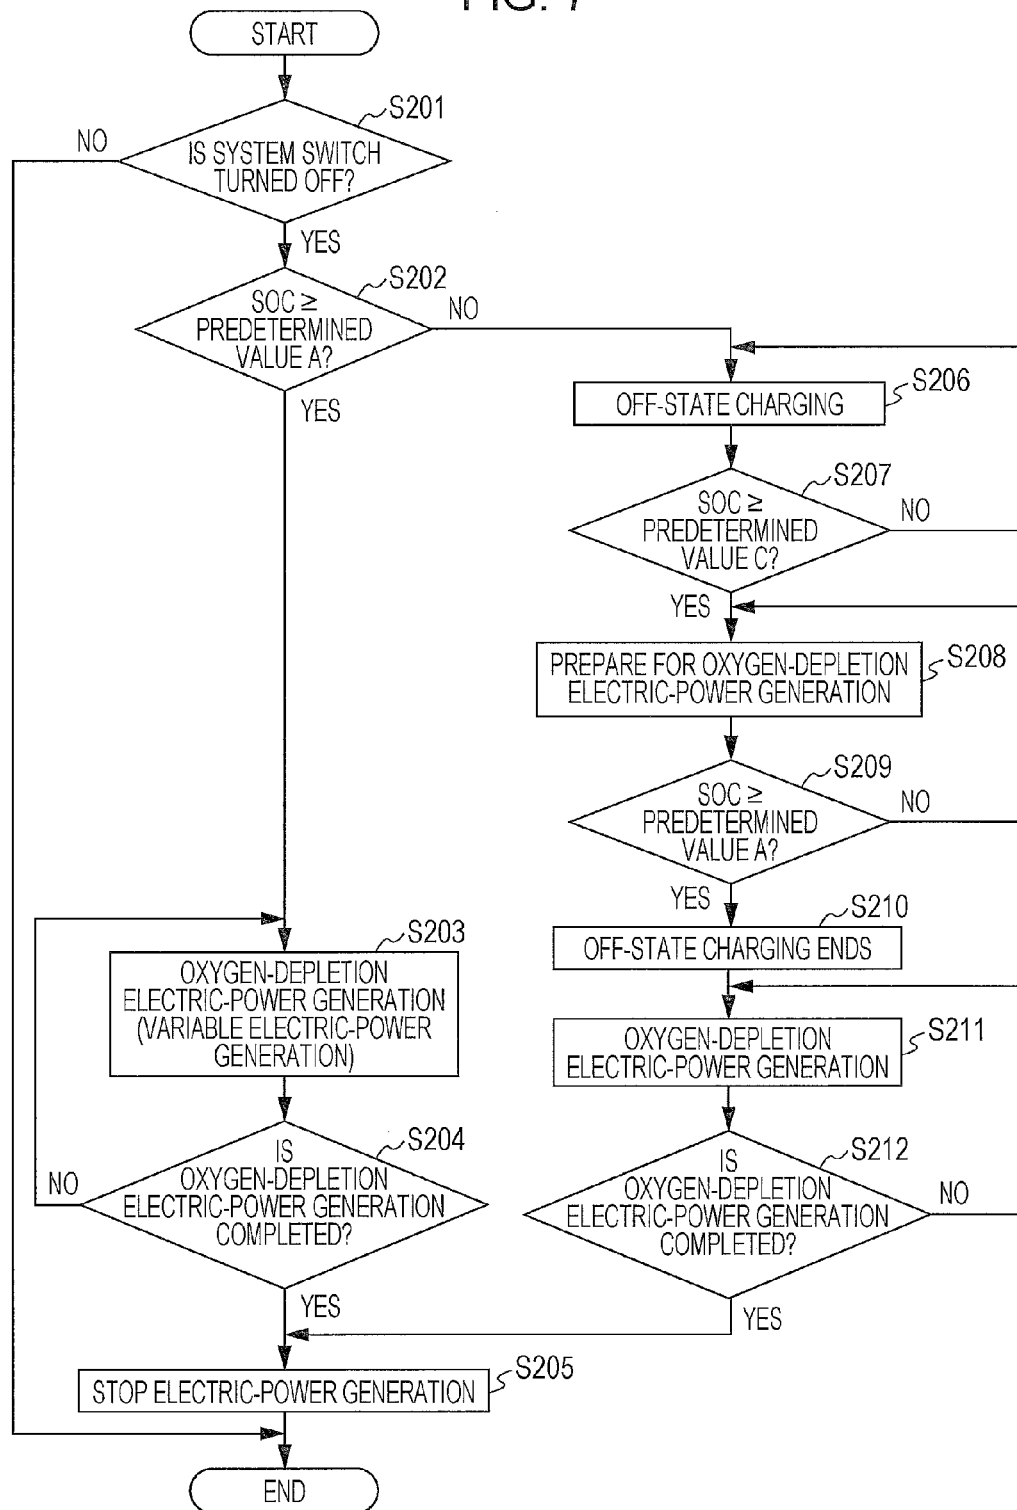 FIG. 7
START
S201
NO
IS SYSTEM SWITCH
TURNED OFF?
YES
S202
SOC ≥
PREDETERMINED
VALUE A?
NO
YES
S206
OFF-STATE CHARGING
S207
SOC ≥
PREDETERMINED
VALUE C?
NO
YES
S208
PREPARE FOR OXYGEN-DEPLETION
ELECTRIC-POWER GENERATION
S209
SOC ≥
PREDETERMINED
VALUE A?
NO
YES
S210
OFF-STATE CHARGING ENDS
S203
OXYGEN-DEPLETION
ELECTRIC-POWER GENERATION
(VARIABLE ELECTRIC-POWER
GENERATION)
S211
OXYGEN-DEPLETION
ELECTRIC-POWER GENERATION
S204
IS
OXYGEN-DEPLETION
ELECTRIC-POWER GENERATION
COMPLETED?
NO
YES
S212
IS
OXYGEN-DEPLETION
ELECTRIC-POWER GENERATION
COMPLETED?
NO
YES
S205
STOP ELECTRIC-POWER GENERATION
END